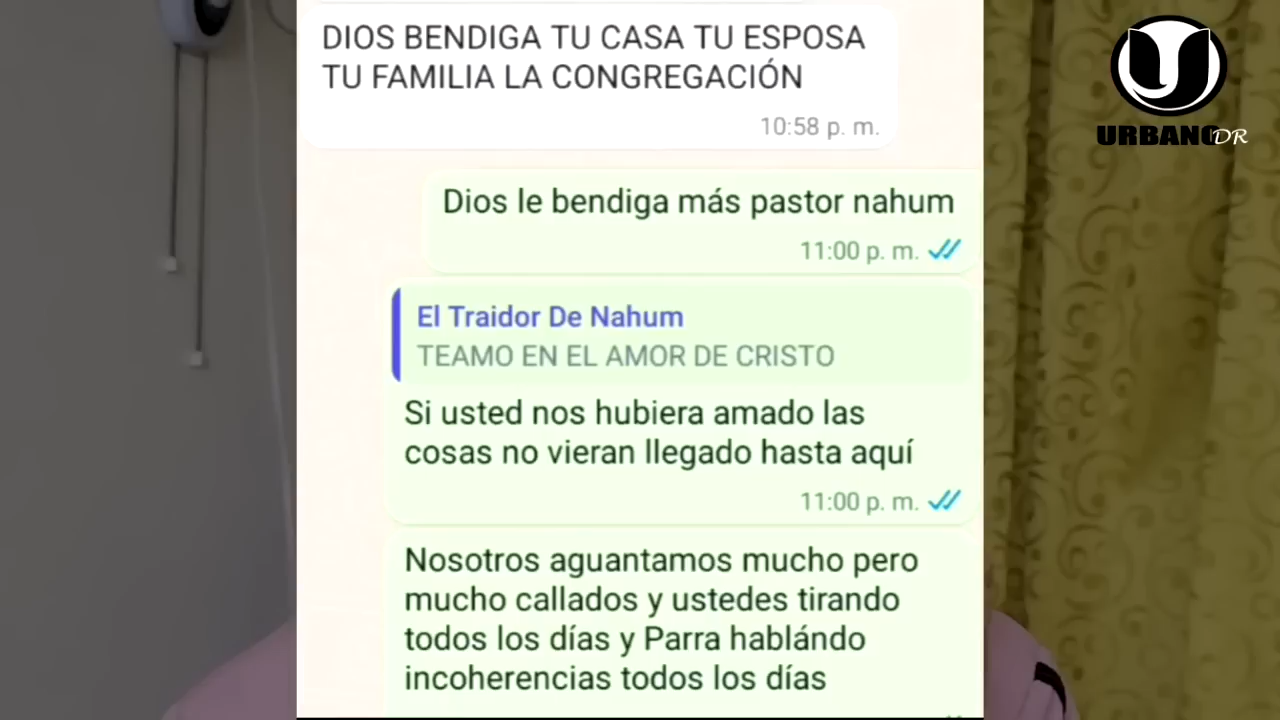 DIOS BENDIGA TU CASA TU ESPOSA
TU FAMILIA LA CONGREGACIÓN
10:58 p. m.
Dios le bendiga más pastor nahum
11:00 p. m.
El Traidor De Nahum
TEAMO EN EL AMOR DE CRISTO
Si usted nos hubiera amado las
cosas no vieran llegado hasta aquí
11:00 p. m.
Nosotros aguantamos mucho pero
mucho callados y ustedes tirando
todos los días y Parra hablándo
incoherencias todos los días
URBANO DR